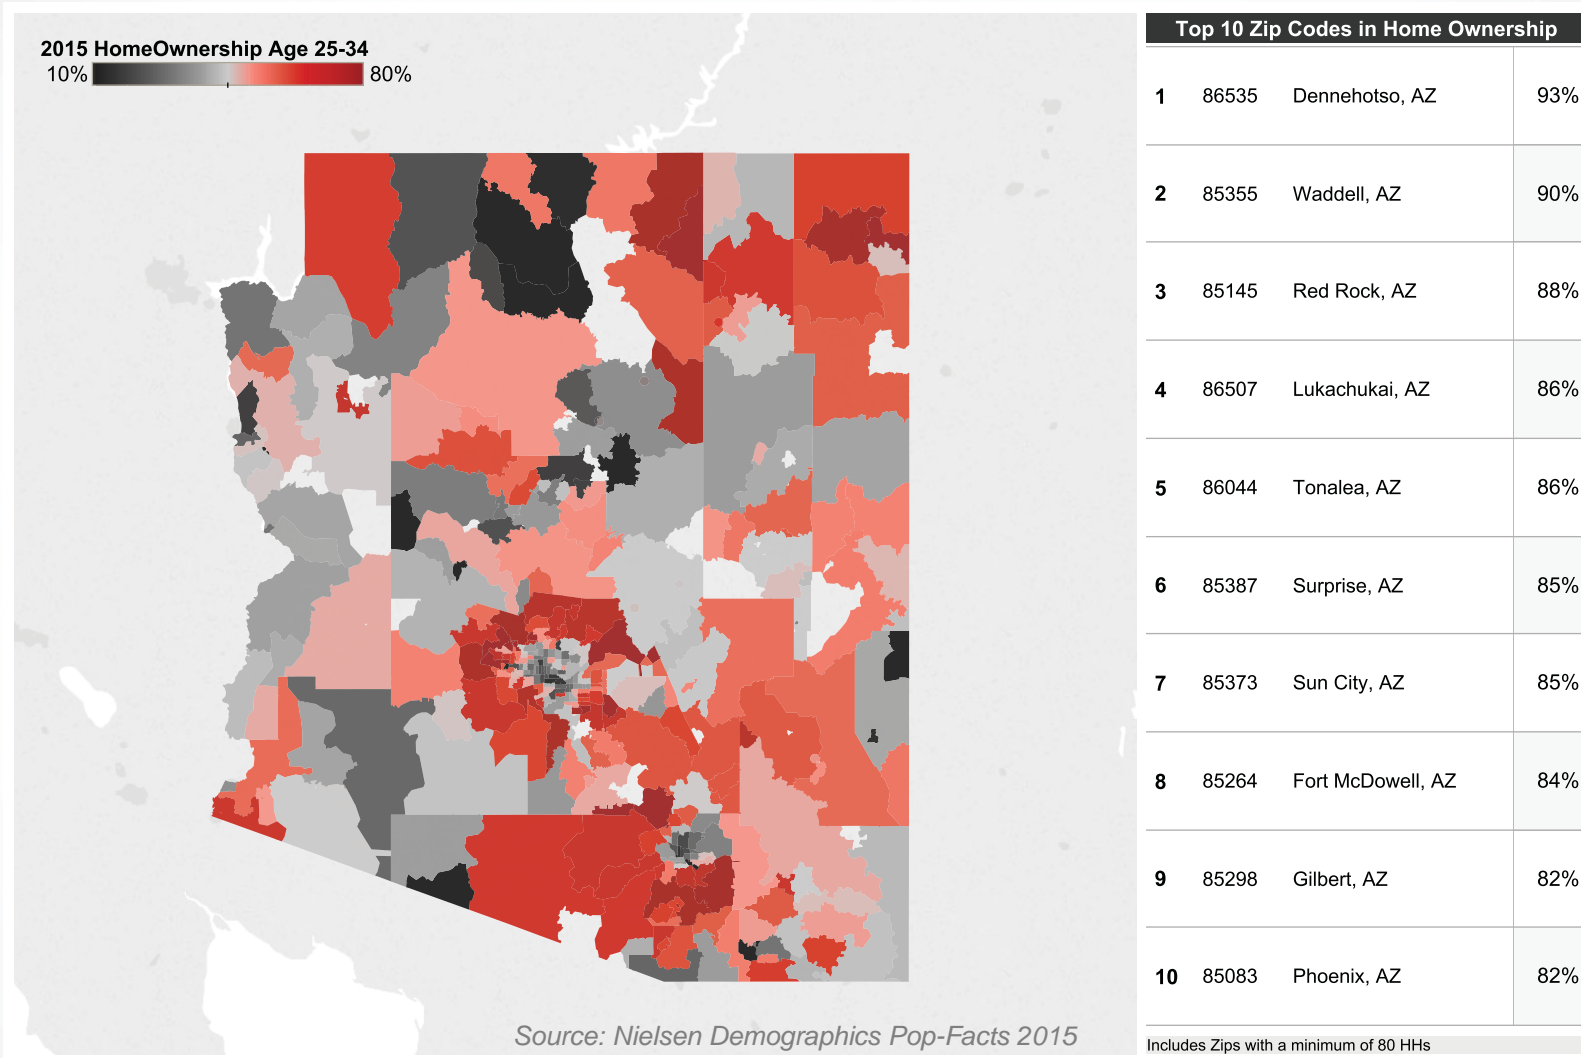 2015 HomeOwnership Age 25-34
10% 80%
Top 10 Zip Codes in Home Ownership
1 86535 Dennehotso, AZ 93%
2 85355 Waddell, AZ 90%
3 85145 Red Rock, AZ 88%
4 86507 Lukachukai, AZ 86%
5 86044 Tonalea, AZ 86%
6 85387 Surprise, AZ 85%
7 85373 Sun City, AZ 85%
8 85264 Fort McDowell, AZ 84%
9 85298 Gilbert, AZ 82%
10 85083 Phoenix, AZ 82%
Source: Nielsen Demographics Pop-Facts 2015
Includes Zips with a minimum of 80 HHs